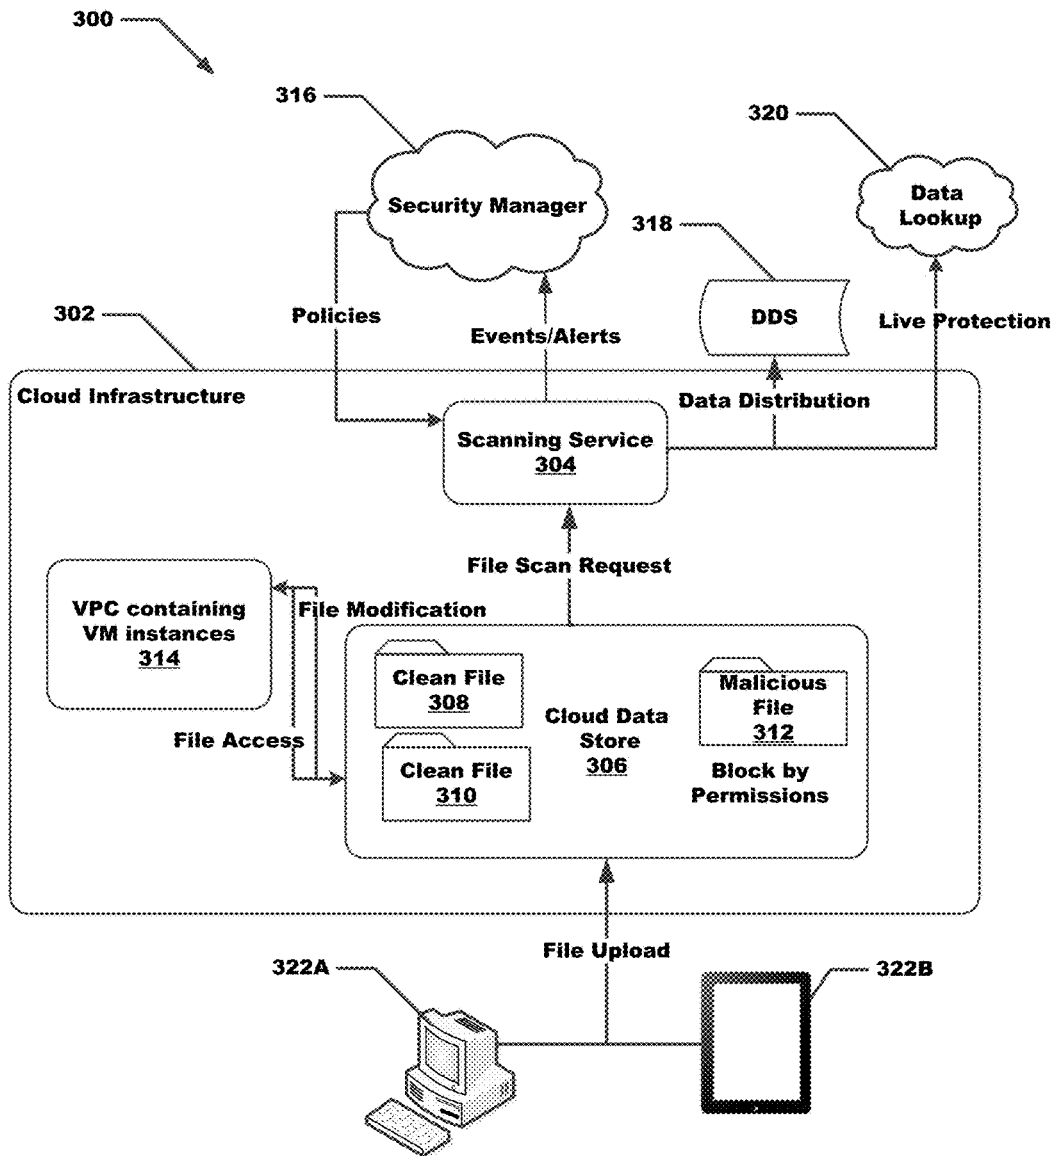 300
316
320
Security Manager
Data
Lookup
318
302
Policies
Events/Alerts
DDS
Live Protection
Cloud Infrastructure
Data Distribution
Scanning Service
304
File Scan Request
VPC containing
VM instances
314
File Modification
Clean File
308
Malicious
File
312
Cloud Data
Store
306
File Access
Clean File
310
Block by
Permissions
File Upload
322A
322B